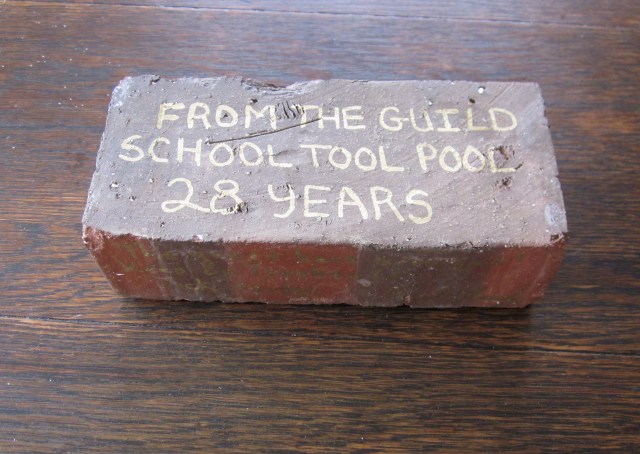 FROM THE GUILD
SCHOOL TOOL POOL
28 YEARS